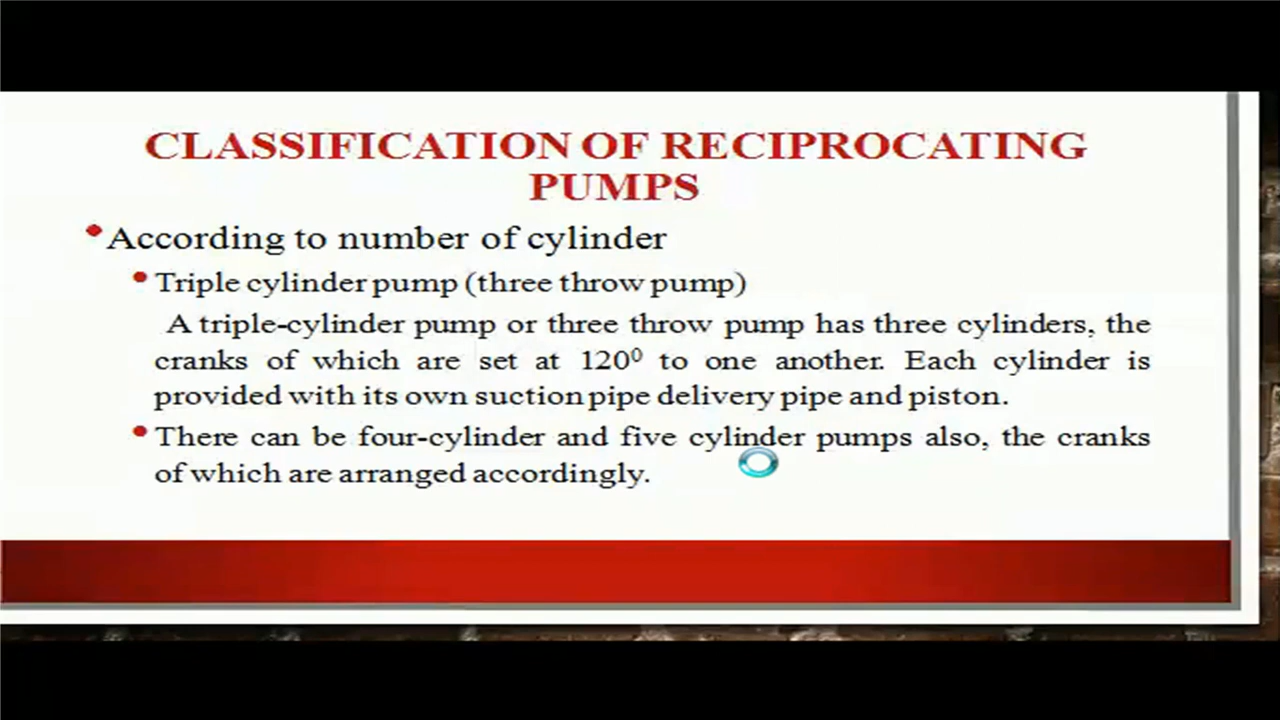 CLASSIFICATION OF RECIPROCATING
PUMPS
• According to number of cylinder
• Triple cylinder pump (three throw pump)
A triple-cylinder pump or three throw pump has three cylinders, the
cranks of which are set at 120⁰ to one another. Each cylinder is
provided with its own suction pipe delivery pipe and piston.
• There can be four-cylinder and five cylinder pumps also, the cranks
of which are arranged accordingly.